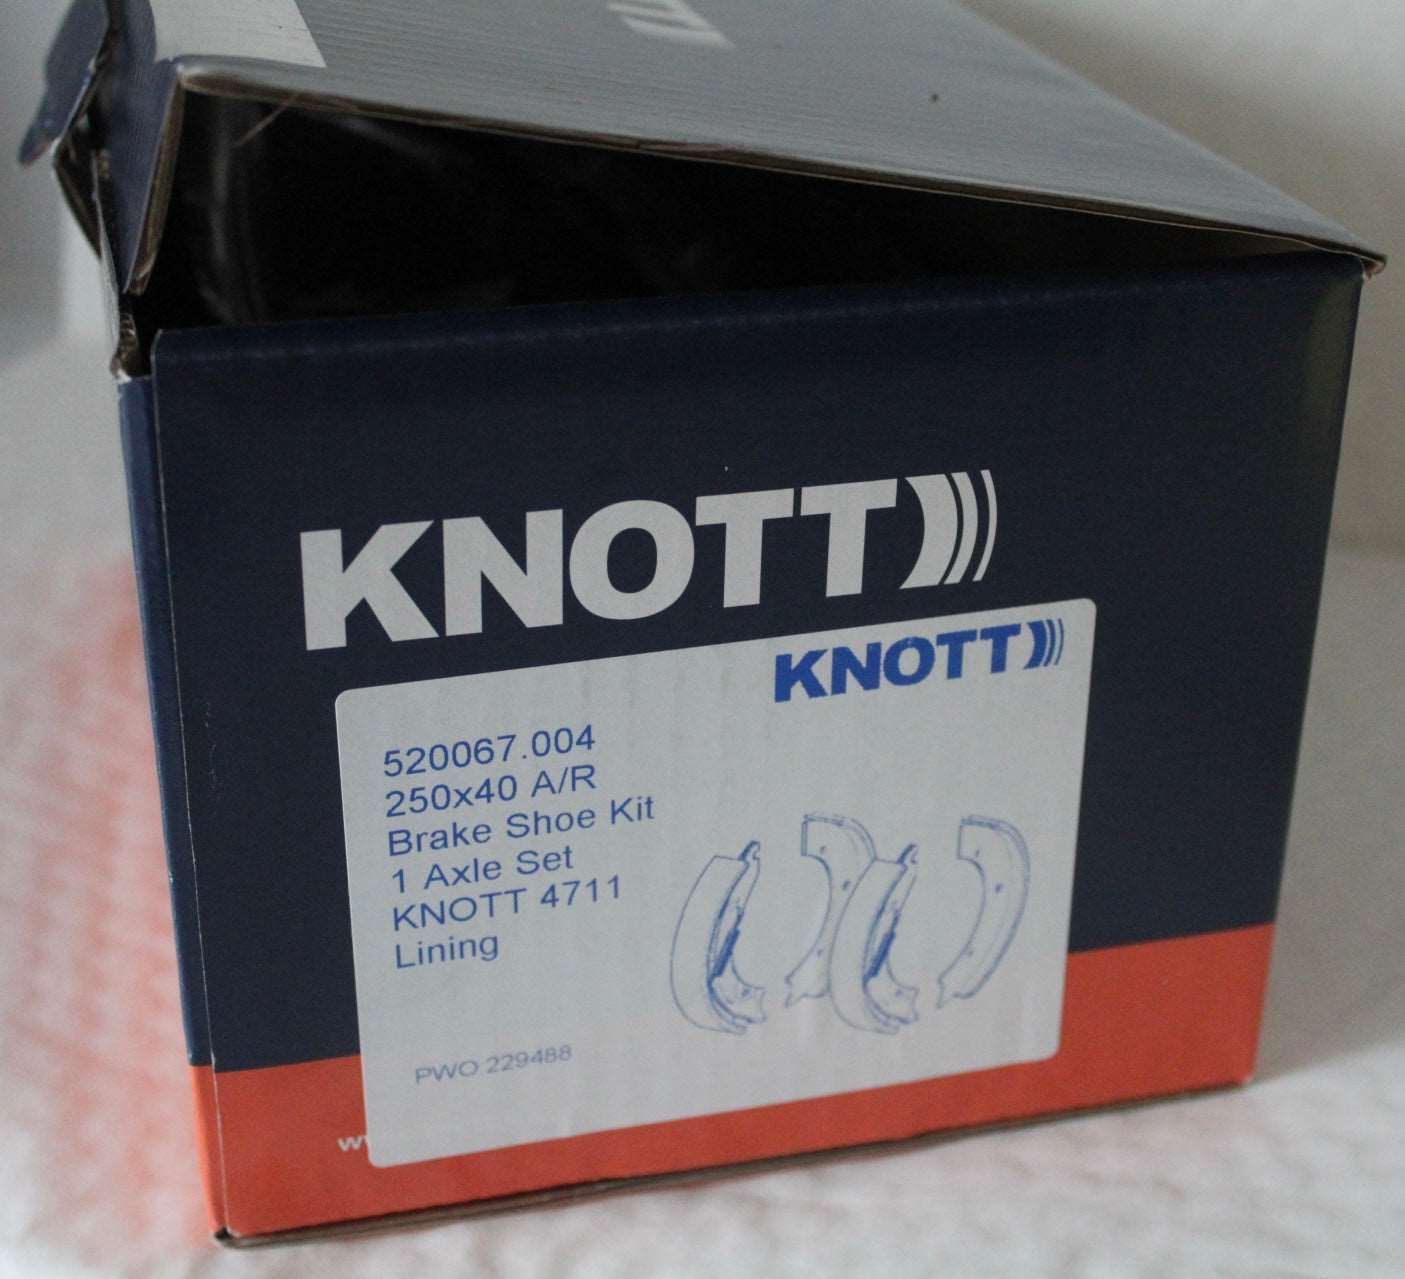 KNOTT
KNOTT
520067.004
250x40 A/R
Brake Shoe Kit
1 Axle Set
KNOTT 4711
Lining
PWO 229488